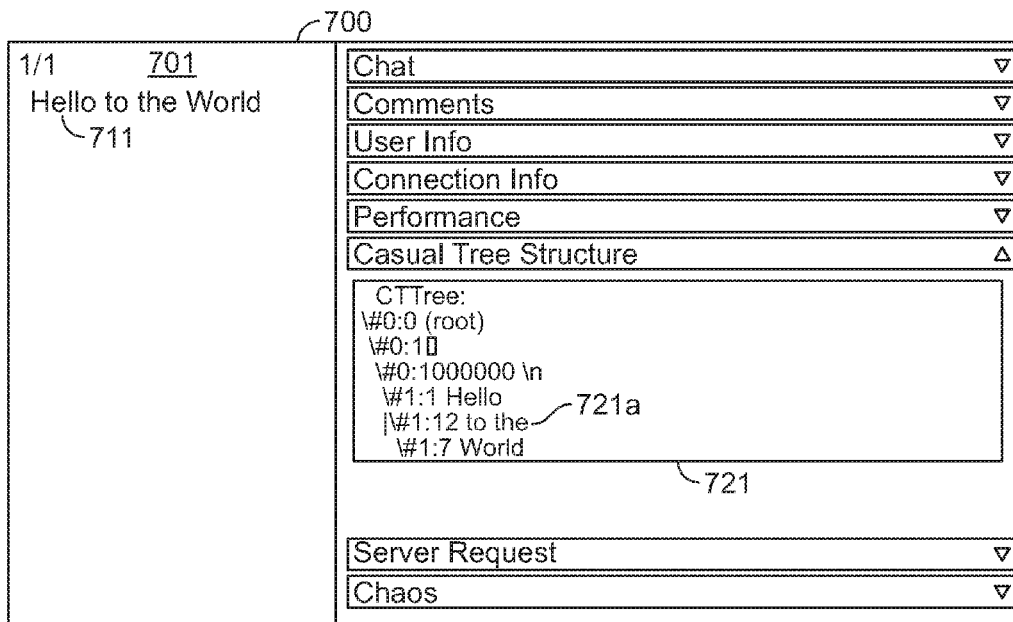 700
1/1 701
Hello to the World
711
Chat
Comments
User Info
Connection Info
Performance
Casual Tree Structure
CTTree:
\#0:0 (root)
\#0:1▯
\#0:1000000 \n
\#1:1 Hello
|\#1:12 to the
721a
\#1:7 World
721
Server Request
Chaos